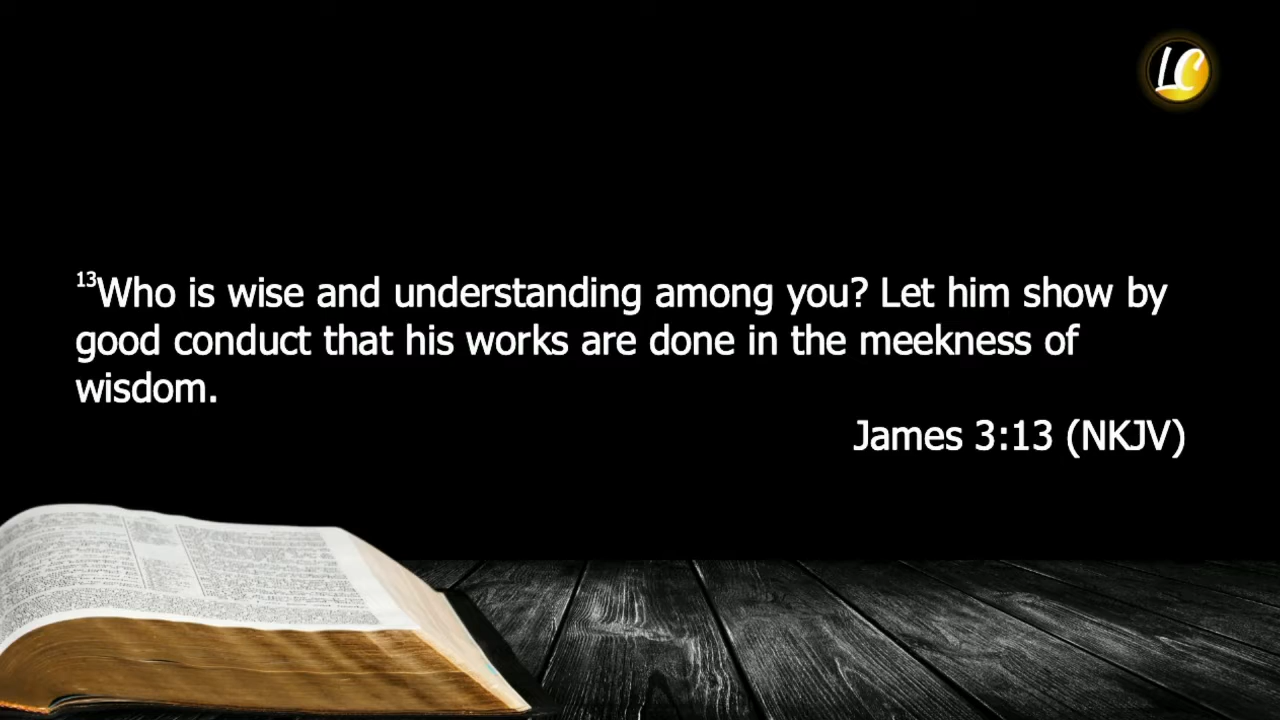 LC
¹³Who is wise and understanding among you? Let him show by
good conduct that his works are done in the meekness of
wisdom.
James 3:13 (NKJV)